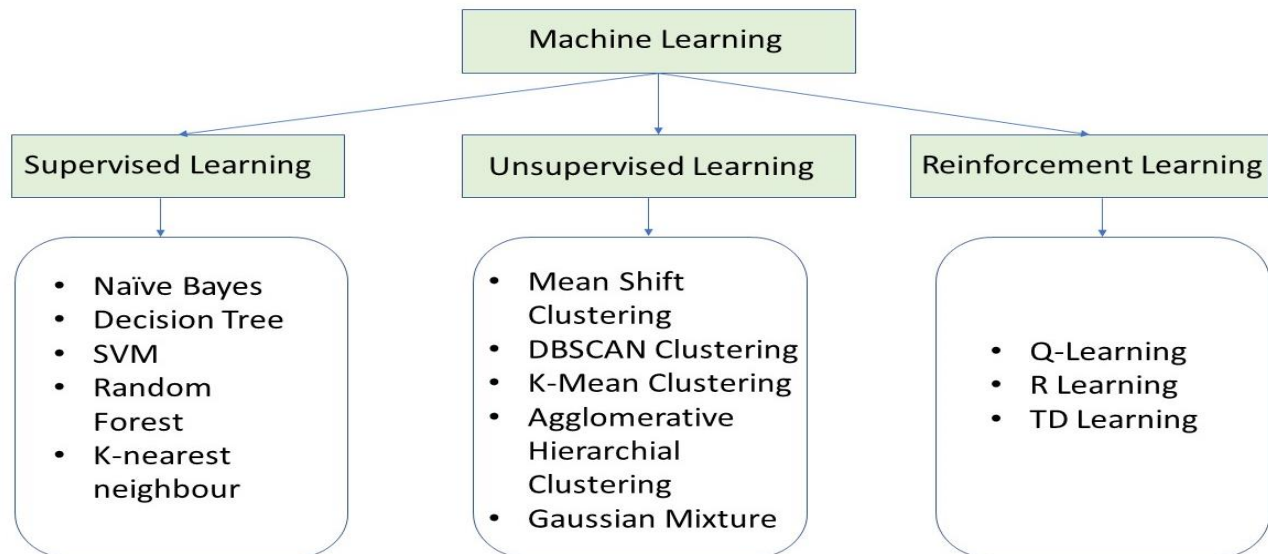 Machine Learning
Supervised Learning
Unsupervised Learning
Reinforcement Learning
• Naïve Bayes
• Decision Tree
• SVM
• Random
Forest
• K-nearest
neighbour
• Mean Shift
Clustering
• DBSCAN Clustering
• K-Mean Clustering
• Agglomerative
Hierarchial
Clustering
• Gaussian Mixture
• Q-Learning
• R Learning
• TD Learning